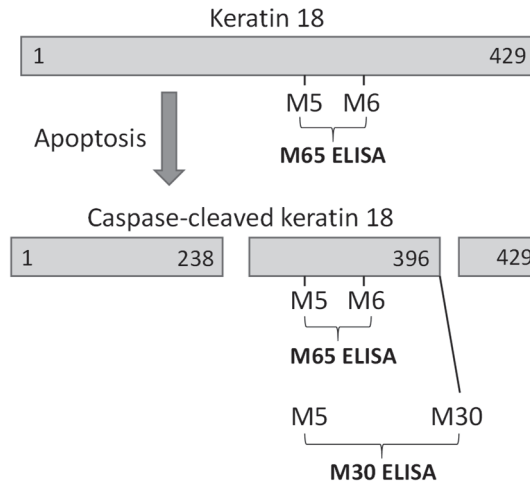 Keratin 18
1 429
M5 M6
Apoptosis
M65 ELISA
Caspase-cleaved keratin 18
1 238 396 429
M5 M6
M65 ELISA
M5 M30
M30 ELISA